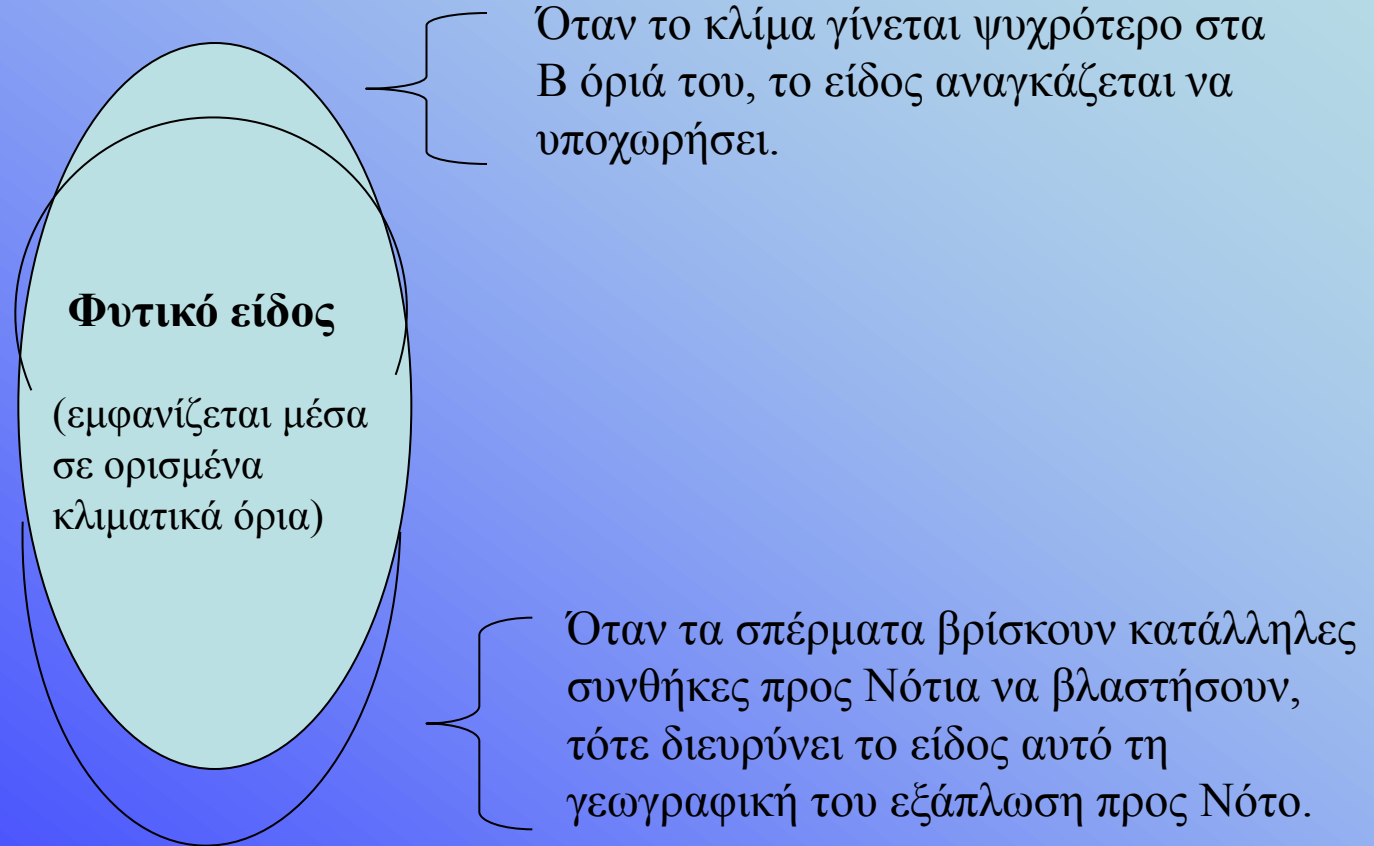 Όταν το κλίμα γίνεται ψυχρότερο στα
Β όριά του, το είδος αναγκάζεται να
υποχωρήσει.
Φυτικό είδος
(εμφανίζεται μέσα
σε ορισμένα
κλιματικά όρια)
Όταν τα σπέρματα βρίσκουν κατάλληλες
συνθήκες προς Νότια να βλαστήσουν,
τότε διευρύνει το είδος αυτό τη
γεωγραφική του εξάπλωση προς Νότο.